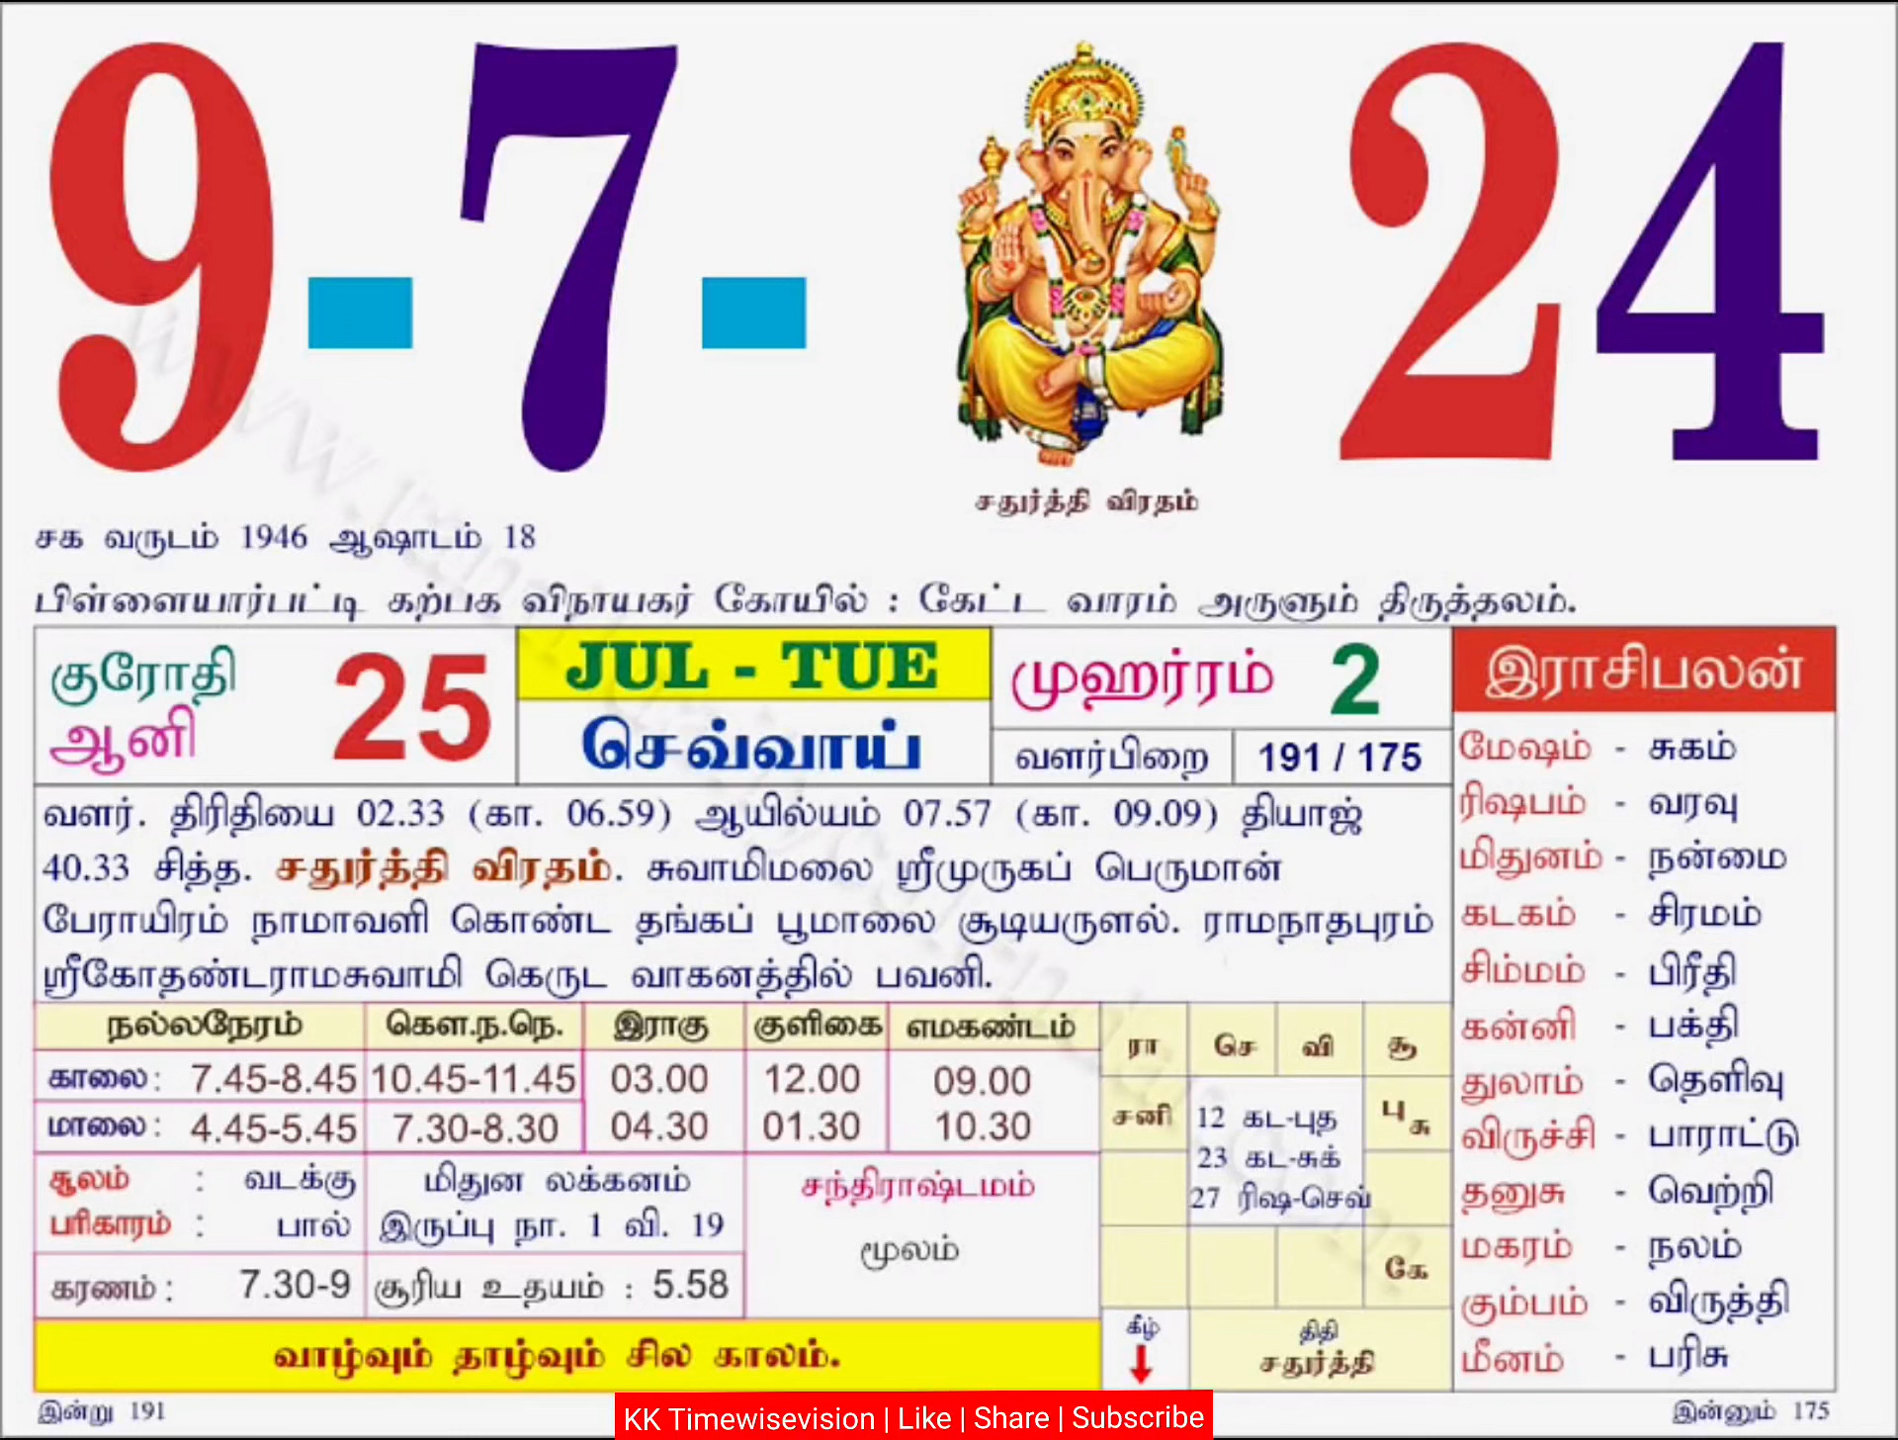 9-7- 24
சதுர்த்தி விரதம்
சக வருடம் 1946 ஆஷாடம் 18
பிள்ளையார்பட்டி கற்பக விநாயகர் கோயில் : கேட்ட வாரம் அருளும் திருத்தலம்.
குரோதி
ஆனி
25
JUL - TUE
செவ்வாய்
முஹர்ரம் 2
வளர்பிறை 191 / 175
வளர். திரிதியை 02.33 (கா. 06.59) ஆயில்யம் 07.57 (கா. 09.09) தியாஜ்
40.33 சித்த. சதுர்த்தி விரதம். சுவாமிமலை ஸ்ரீமுருகப் பெருமான்
பேராயிரம் நாமாவளி கொண்ட தங்கப் பூமாலை சூடியருளல். ராமநாதபுரம்
ஸ்ரீகோதண்டராமசுவாமி கெருட வாகனத்தில் பவனி.
நல்லநேரம் கௌ.ந.நெ. இராகு குளிகை எமகண்டம்
காலை : 7.45-8.45 10.45-11.45 03.00 12.00 09.00
மாலை : 4.45-5.45 7.30-8.30 04.30 01.30 10.30
சூலம் : வடக்கு
பரிகாரம் : பால்
மிதுன லக்கனம்
இருப்பு நா. 1 வி. 19
சந்திராஷ்டமம்
மூலம்
கரணம் : 7.30-9 சூரிய உதயம் : 5.58
வாழ்வும் தாழ்வும் சில காலம்.
ரா செ வி சூ
சனி
பு
சு
12 கட-புத
23 கட-சுக்
27 ரிஷ-செவ்
கே
கீழ்
திதி
சதுர்த்தி
இராசிபலன்
மேஷம் - சுகம்
ரிஷபம் - வரவு
மிதுனம் - நன்மை
கடகம் - சிரமம்
சிம்மம் - பிரீதி
கன்னி - பக்தி
துலாம் - தெளிவு
விருச்சி - பாராட்டு
தனுசு - வெற்றி
மகரம் - நலம்
கும்பம் - விருத்தி
மீனம் - பரிசு
இன்று 191
KK Timewisevision | Like | Share | Subscribe
இன்னும் 175